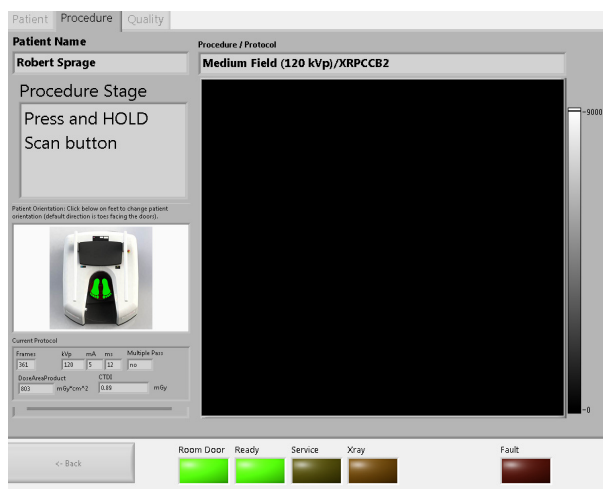 Patient Procedure Quality
Patient Name
Robert Sprage
Procedure / Protocol
Medium Field (120 kVp)/XRPCCB2
Procedure Stage
Press and HOLD
Scan button
Patient Orientation: Click below on feet to change patient
orientation (default direction is toes facing the doors).
Current Protocol
Frames kVp mA ms Multiple Pass
361 120 5 12 no
DoseAreaProduct CTDI
803 mGy*cm^2 0.89 mGy
-9000
-0
<- Back
Room Door Ready Service Xray Fault